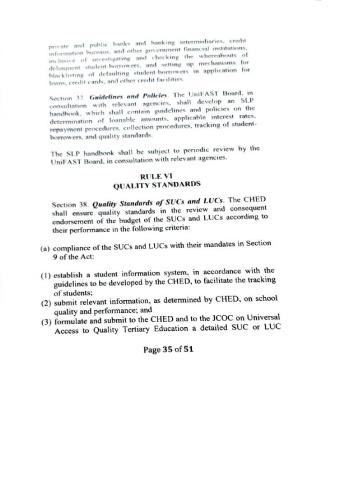 private and public banks and banking intermediaries, credit
information bureaus, and other government financial institutions,
inclusive of investigating and checking the whereabouts of
delinquent student-borrowers, and setting up mechanisms for
blacklisting of defaulting student-borrowers in application for
loans, credit cards, and other credit facilities.
Section 37. Guidelines and Policies. The UniFAST Board, in
consultation with relevant agencies, shall develop an SLP
handbook, which shall contain guidelines and policies on the
determination of loanable amounts, applicable interest rates,
repayment procedures, collection procedures, tracking of student-
borrowers, and quality standards.
The SLP handbook shall be subject to periodic review by the
UniFAST Board, in consultation with relevant agencies.
RULE VI
QUALITY STANDARDS
Section 38. Quality Standards of SUCs and LUCs. The CHED
shall ensure quality standards in the review and consequent
endorsement of the budget of the SUCs and LUCs according to
their performance in the following criteria:
(a) compliance of the SUCs and LUCs with their mandates in Section
9 of the Act:
(1) establish a student information system, in accordance with the
guidelines to be developed by the CHED, to facilitate the tracking
of students;
(2) submit relevant information, as determined by CHED, on school
quality and performance; and
(3) formulate and submit to the CHED and to the JCOC on Universal
Access to Quality Tertiary Education a detailed SUC or LUC
Page 35 of 51